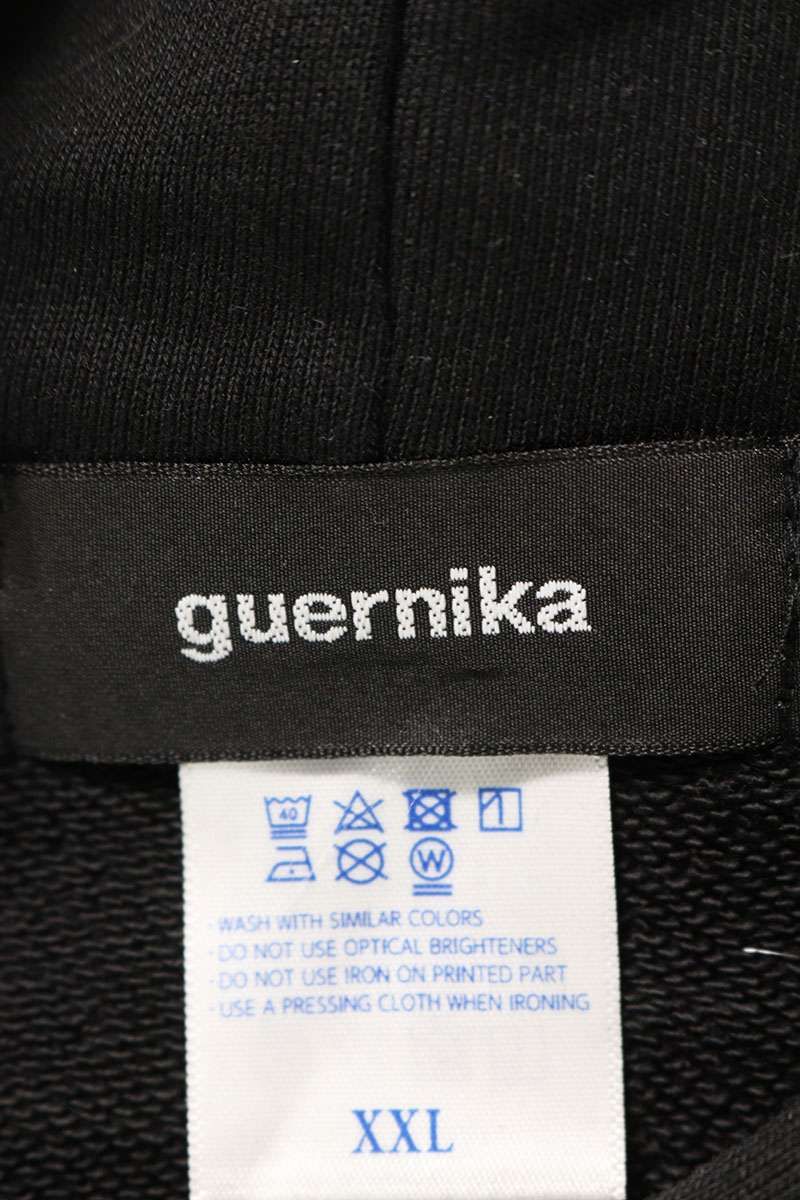 guernika
40
W
· WASH WITH SIMILAR COLORS
· DO NOT USE OPTICAL BRIGHTENERS
· DO NOT USE IRON ON PRINTED PART
· USE A PRESSING CLOTH WHEN IRONING
XXL